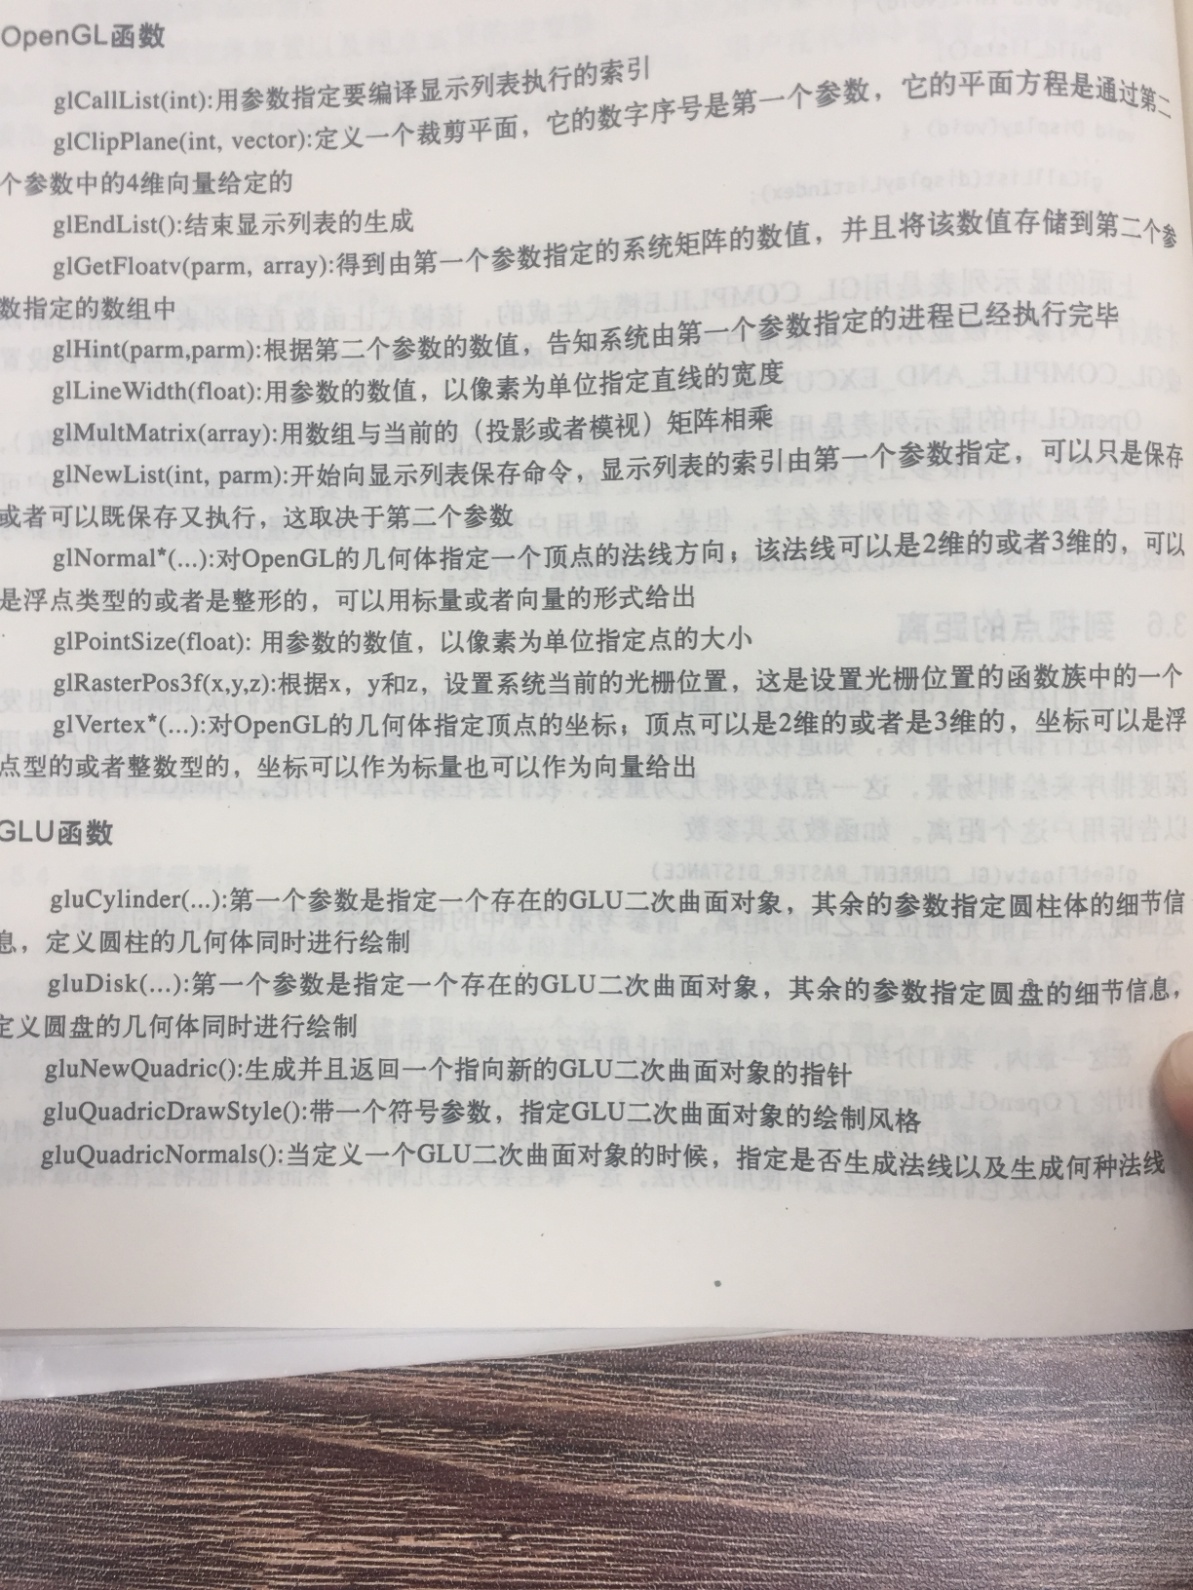 OpenGL函数
glCallList(int):用参数指定要编译显示列表执行的索引
glClipPlane(int, vector):定义一个裁剪平面，它的数字序号是第一个参数，它的平面方程是通过第二
个参数中的4维向量给定的
glEndList():结束显示列表的生成
glGetFloatv(parm, array):得到由第一个参数指定的系统矩阵的数值，并且将该数值存储到第二个参
数指定的数组中
glHint(parm,parm):根据第二个参数的数值，告知系统由第一个参数指定的进程已经执行完毕
glLineWidth(float):用参数的数值，以像素为单位指定直线的宽度
glMultMatrix(array):用数组与当前的（投影或者模视）矩阵相乘
glNewList(int, parm):开始向显示列表保存命令，显示列表的索引由第一个参数指定，可以只是保存
或者可以既保存又执行，这取决于第二个参数
glNormal*(...):对OpenGL的几何体指定一个顶点的法线方向；该法线可以是2维的或者3维的，可以
是浮点类型的或者是整形的，可以用标量或者向量的形式给出
glPointSize(float): 用参数的数值，以像素为单位指定点的大小
glRasterPos3f(x,y,z):根据x，y和z，设置系统当前的光栅位置，这是设置光栅位置的函数族中的一个
glVertex*(...):对OpenGL的几何体指定顶点的坐标；顶点可以是2维的或者是3维的，坐标可以是浮
点型的或者整数型的，坐标可以作为标量也可以作为向量给出
GLU函数
gluCylinder(...):第一个参数是指定一个存在的GLU二次曲面对象，其余的参数指定圆柱体的细节信
息，定义圆柱的几何体同时进行绘制
gluDisk(...):第一个参数是指定一个存在的GLU二次曲面对象，其余的参数指定圆盘的细节信息，
定义圆盘的几何体同时进行绘制
gluNewQuadric():生成并且返回一个指向新的GLU二次曲面对象的指针
gluQuadricDrawStyle():带一个符号参数，指定GLU二次曲面对象的绘制风格
gluQuadricNormals():当定义一个GLU二次曲面对象的时候，指定是否生成法线以及生成何种法线